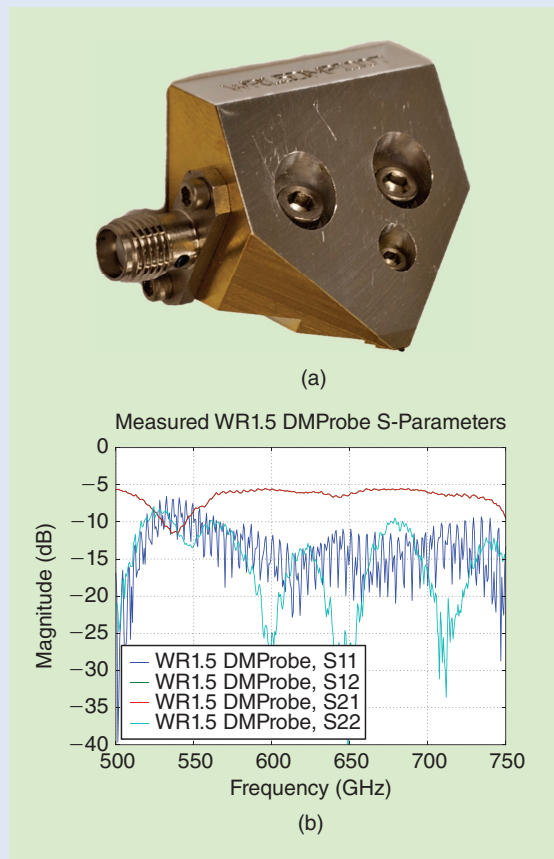 (a)
Measured WR1.5 DMProbe S-Parameters
0
−5
−10
−15
−20
−25
−30
−35
−40
Magnitude (dB)
WR1.5 DMProbe, S11
WR1.5 DMProbe, S12
WR1.5 DMProbe, S21
WR1.5 DMProbe, S22
500 550 600 650 700 750
Frequency (GHz)
(b)